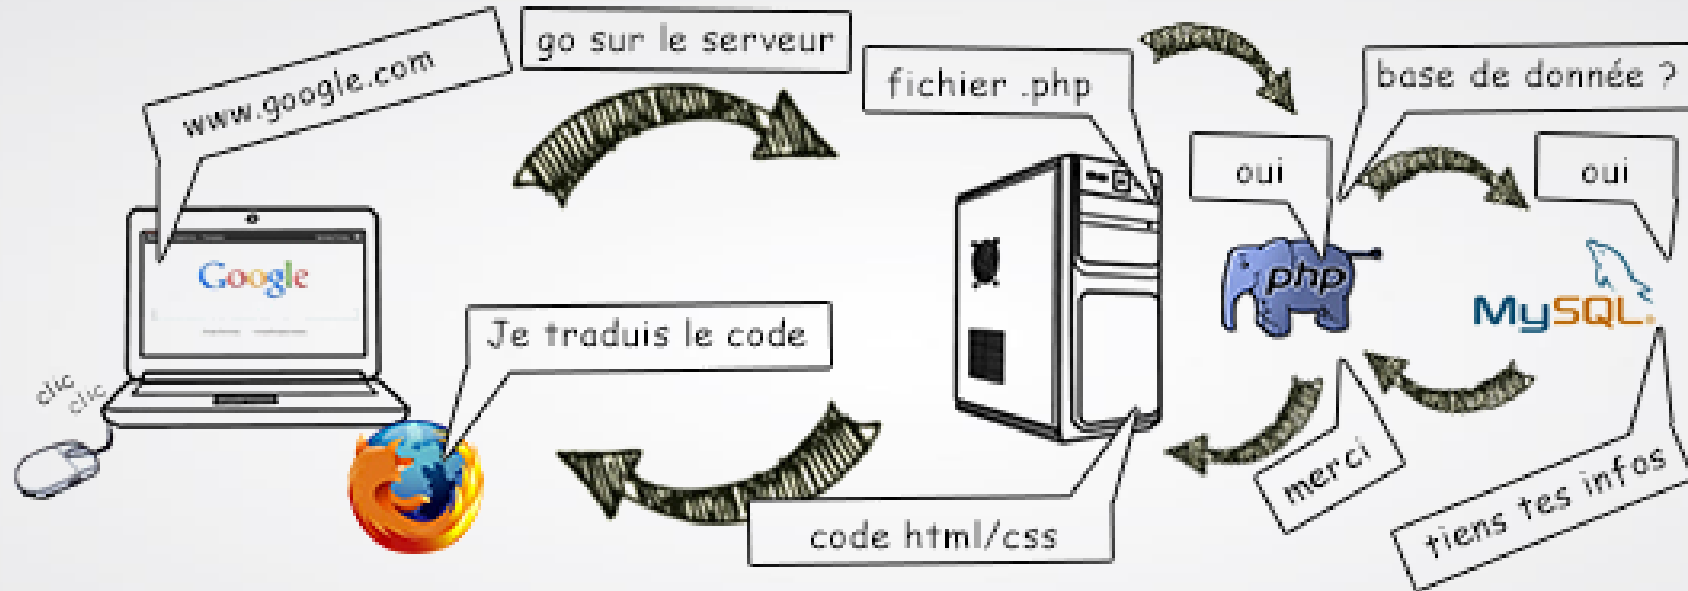 www.google.com
go sur le serveur
fichier .php
base de donnée ?
oui
oui
php
MySQL
Google
Je traduis le code
clic
clic
merci
tiens tes infos
code html/css